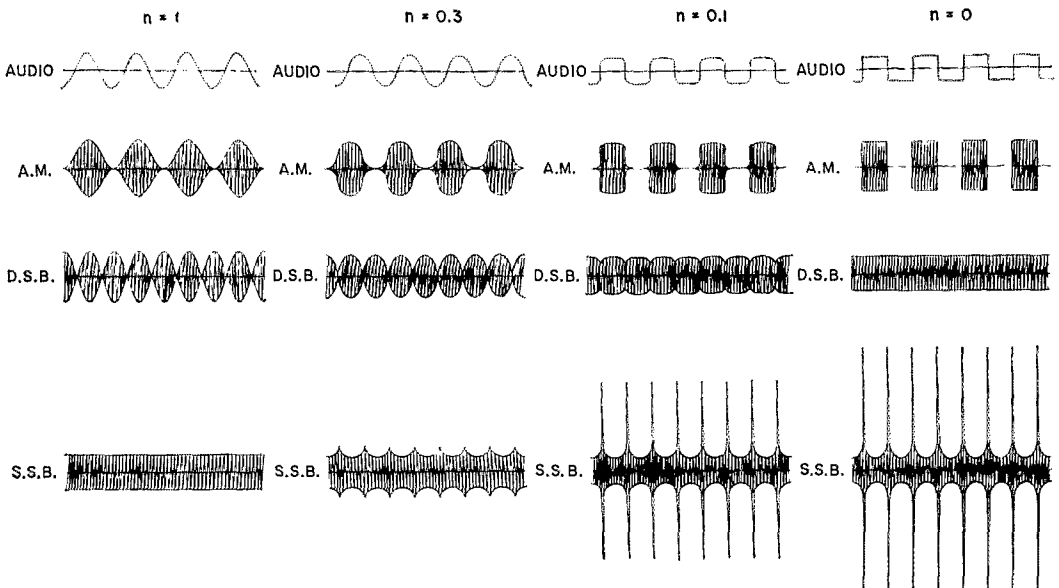 n = 1 n = 0.3 n = 0.1 n = 0
AUDIO AUDIO AUDIO AUDIO
A.M. A.M. A.M. A.M.
D.S.B. D.S.B. D.S.B. D.S.B.
S.S.B. S.S.B. S.S.B. S.S.B.